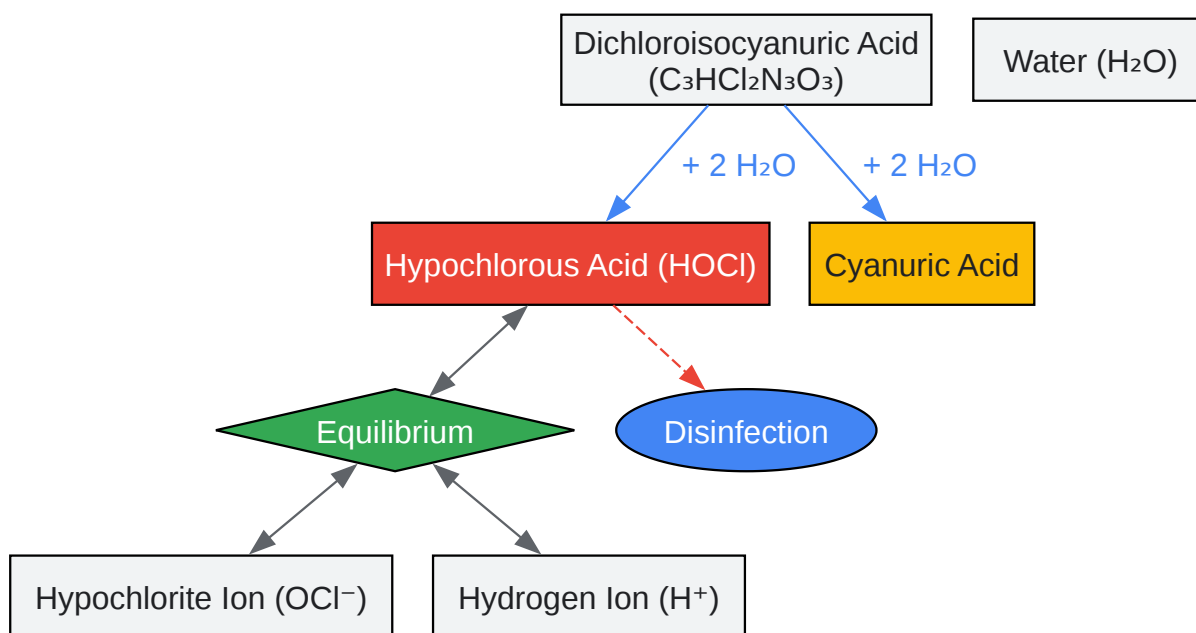 Dichloroisocyanuric Acid
(C₃HCl₂N₃O₃)
Water (H₂O)
+ 2 H₂O
+ 2 H₂O
Hypochlorous Acid (HOCl)
Cyanuric Acid
Equilibrium
Disinfection
Hypochlorite Ion (OCl⁻)
Hydrogen Ion (H⁺)